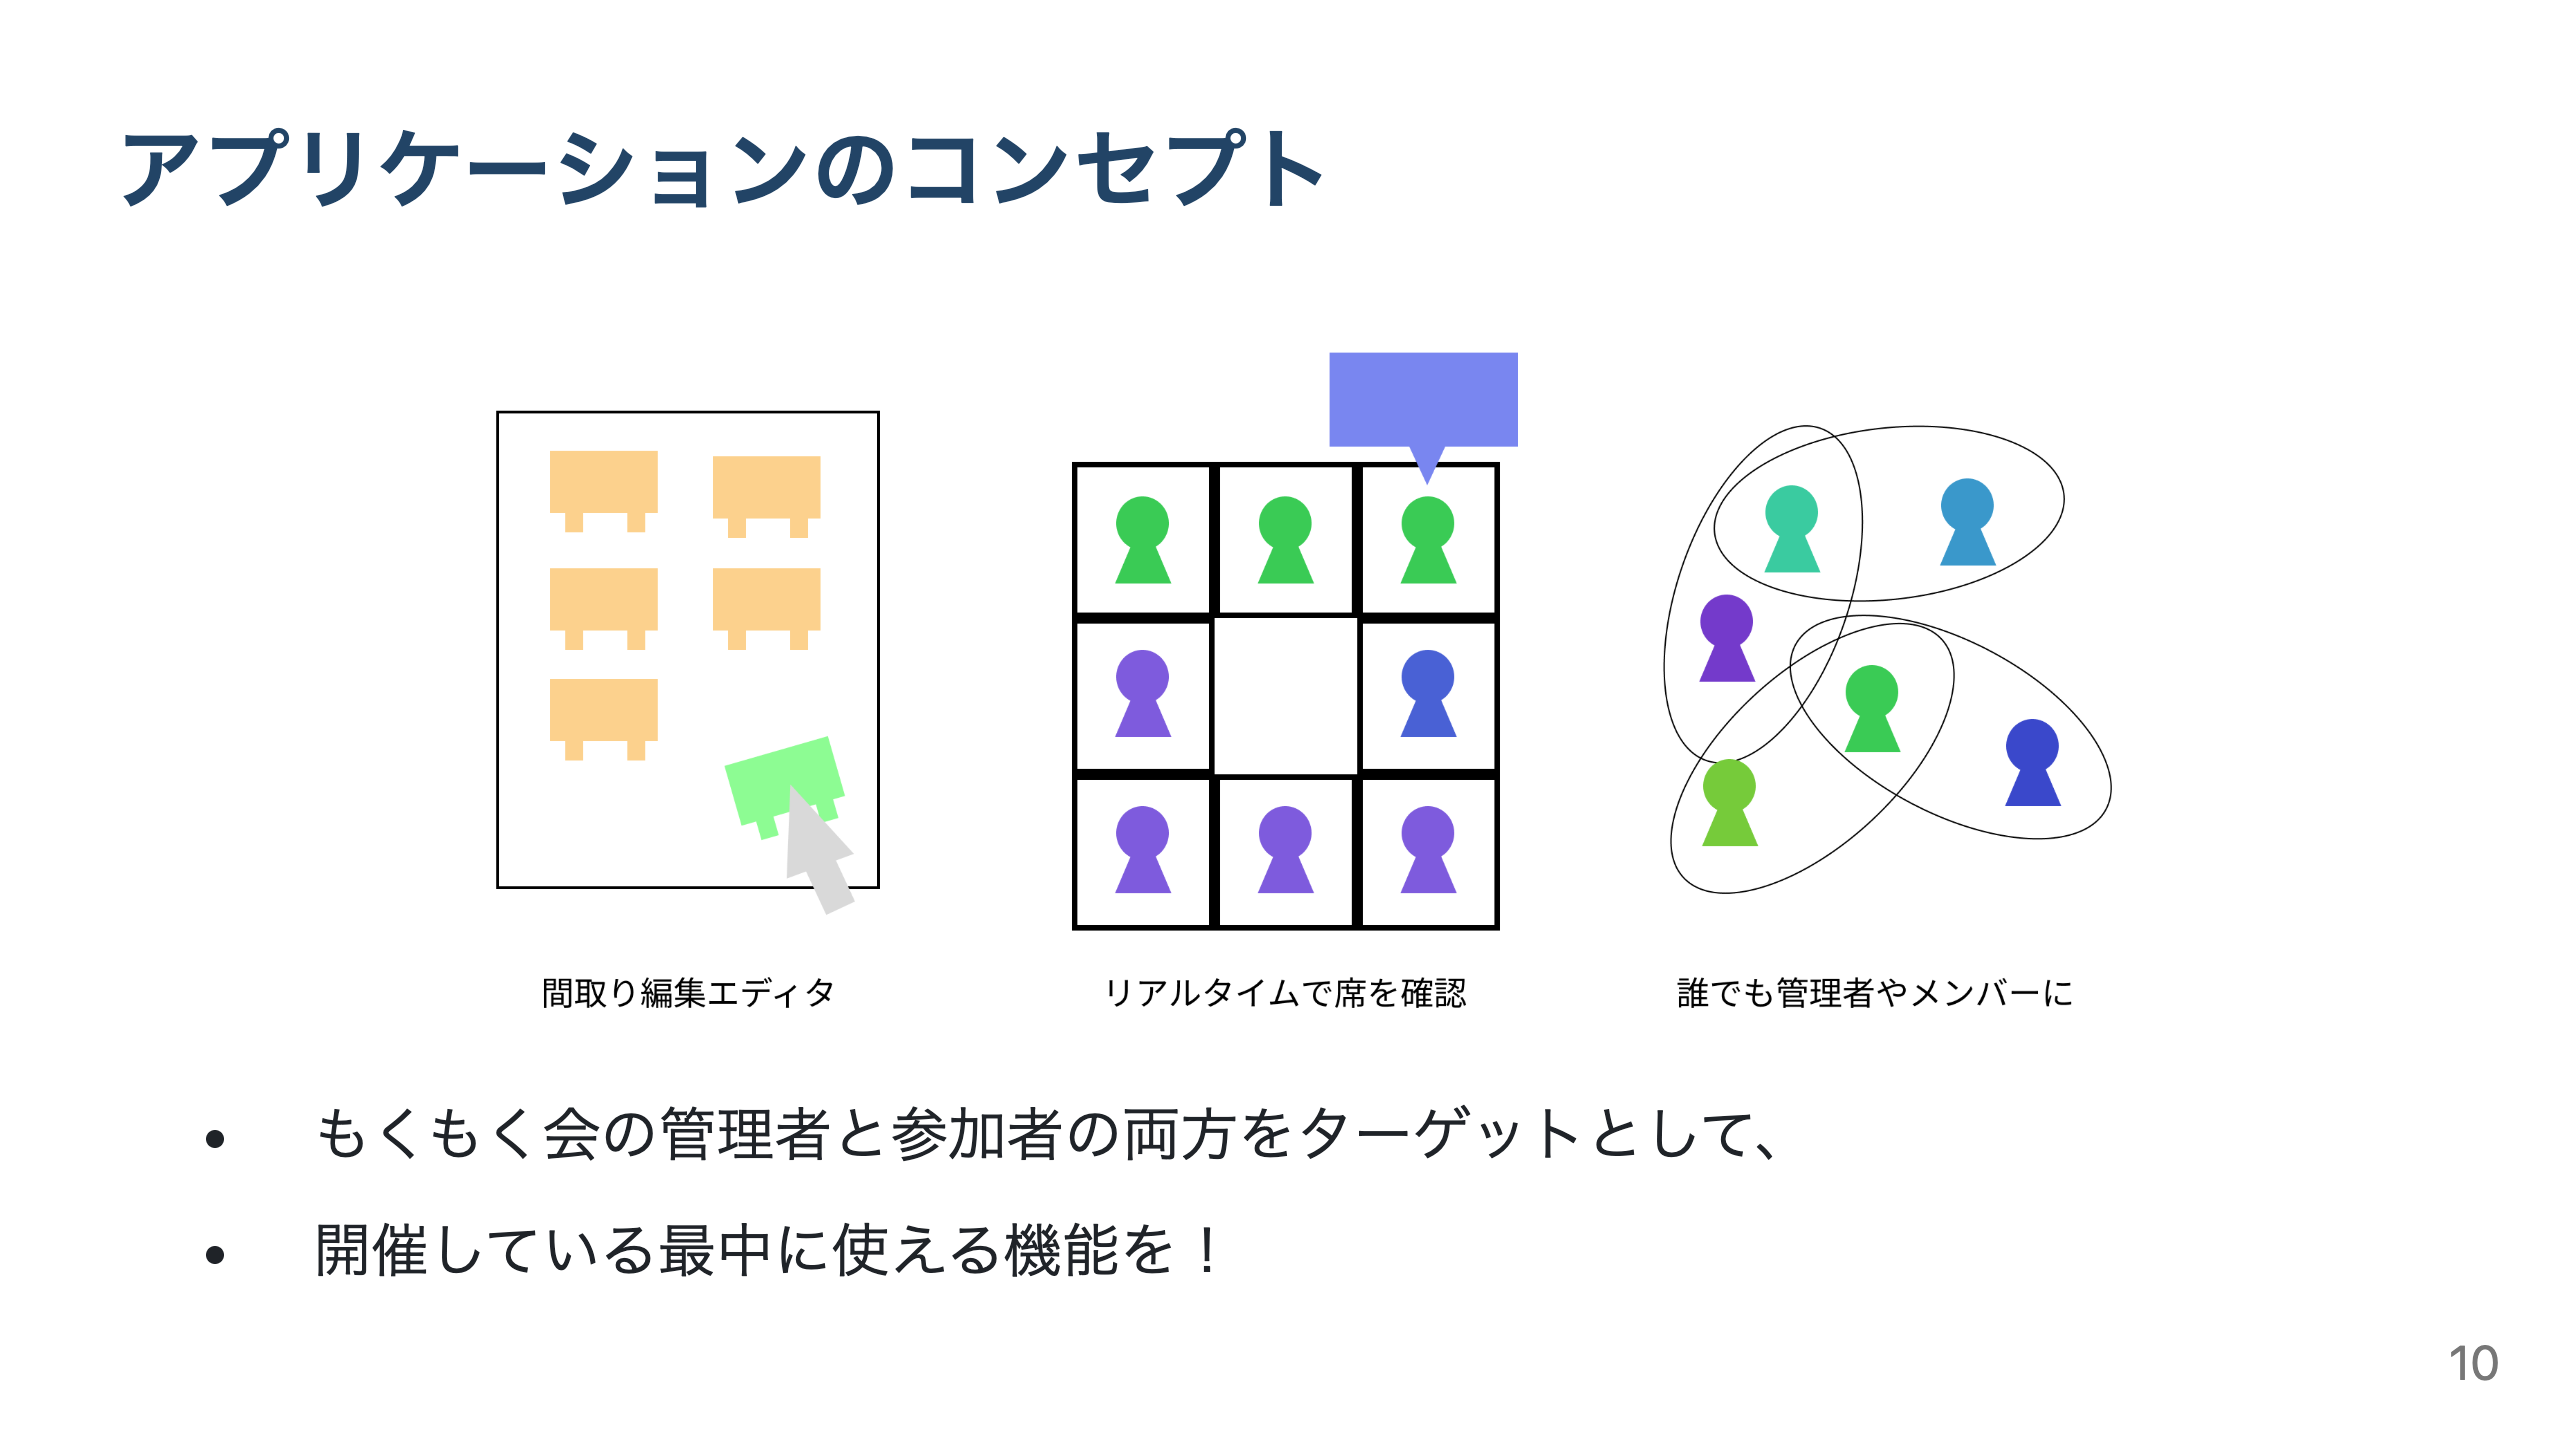 アプリケーションのコンセプト
間取り編集エディタ
リアルタイムで席を確認
誰でも管理者やメンバーに
• もくもく会の管理者と参加者の両方をターゲットとして、
• 開催している最中に使える機能を！
10